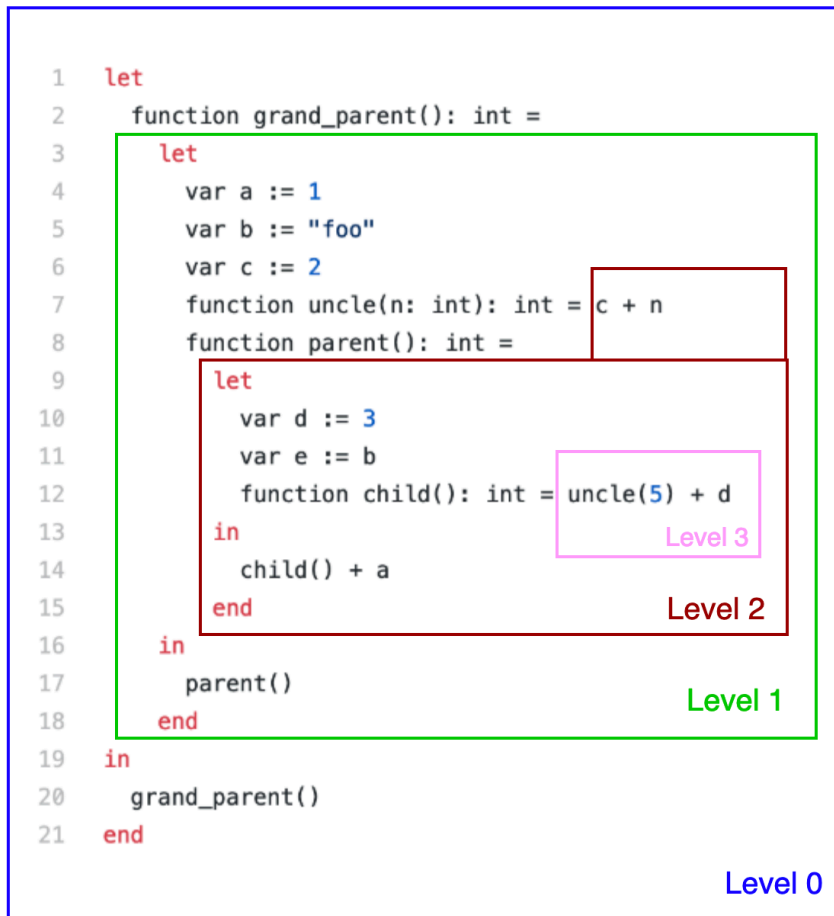 1 let
2 function grand_parent(): int =
3 let
4 var a := 1
5 var b := "foo"
6 var c := 2
7 function uncle(n: int): int = c + n
8 function parent(): int =
9 let
10 var d := 3
11 var e := b
12 function child(): int = uncle(5) + d
13 in
Level 3
14 child() + a
15 end
Level 2
16 in
17 parent()
Level 1
18 end
19 in
20 grand_parent()
21 end
Level 0